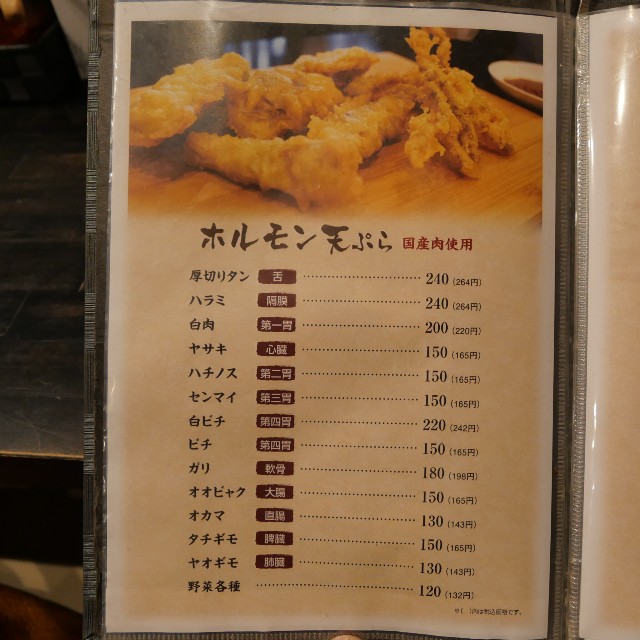 ホルモン天ぷら 国産肉使用
厚切りタン 舌 240 (264円)
ハラミ 隔膜 240 (264円)
白肉 第一胃 200 (220円)
ヤサキ 心臓 150 (165円)
ハチノス 第二胃 150 (165円)
センマイ 第三胃 150 (165円)
白ビチ 第四胃 220 (242円)
ビチ 第四胃 150 (165円)
ガリ 軟骨 180 (198円)
オオビャク 大腸 150 (165円)
オカマ 直腸 130 (143円)
タチギモ 脾臓 150 (165円)
ヤオギモ 肺臓 130 (143円)
野菜各種 120 (132円)
※( )内は税込価格です。